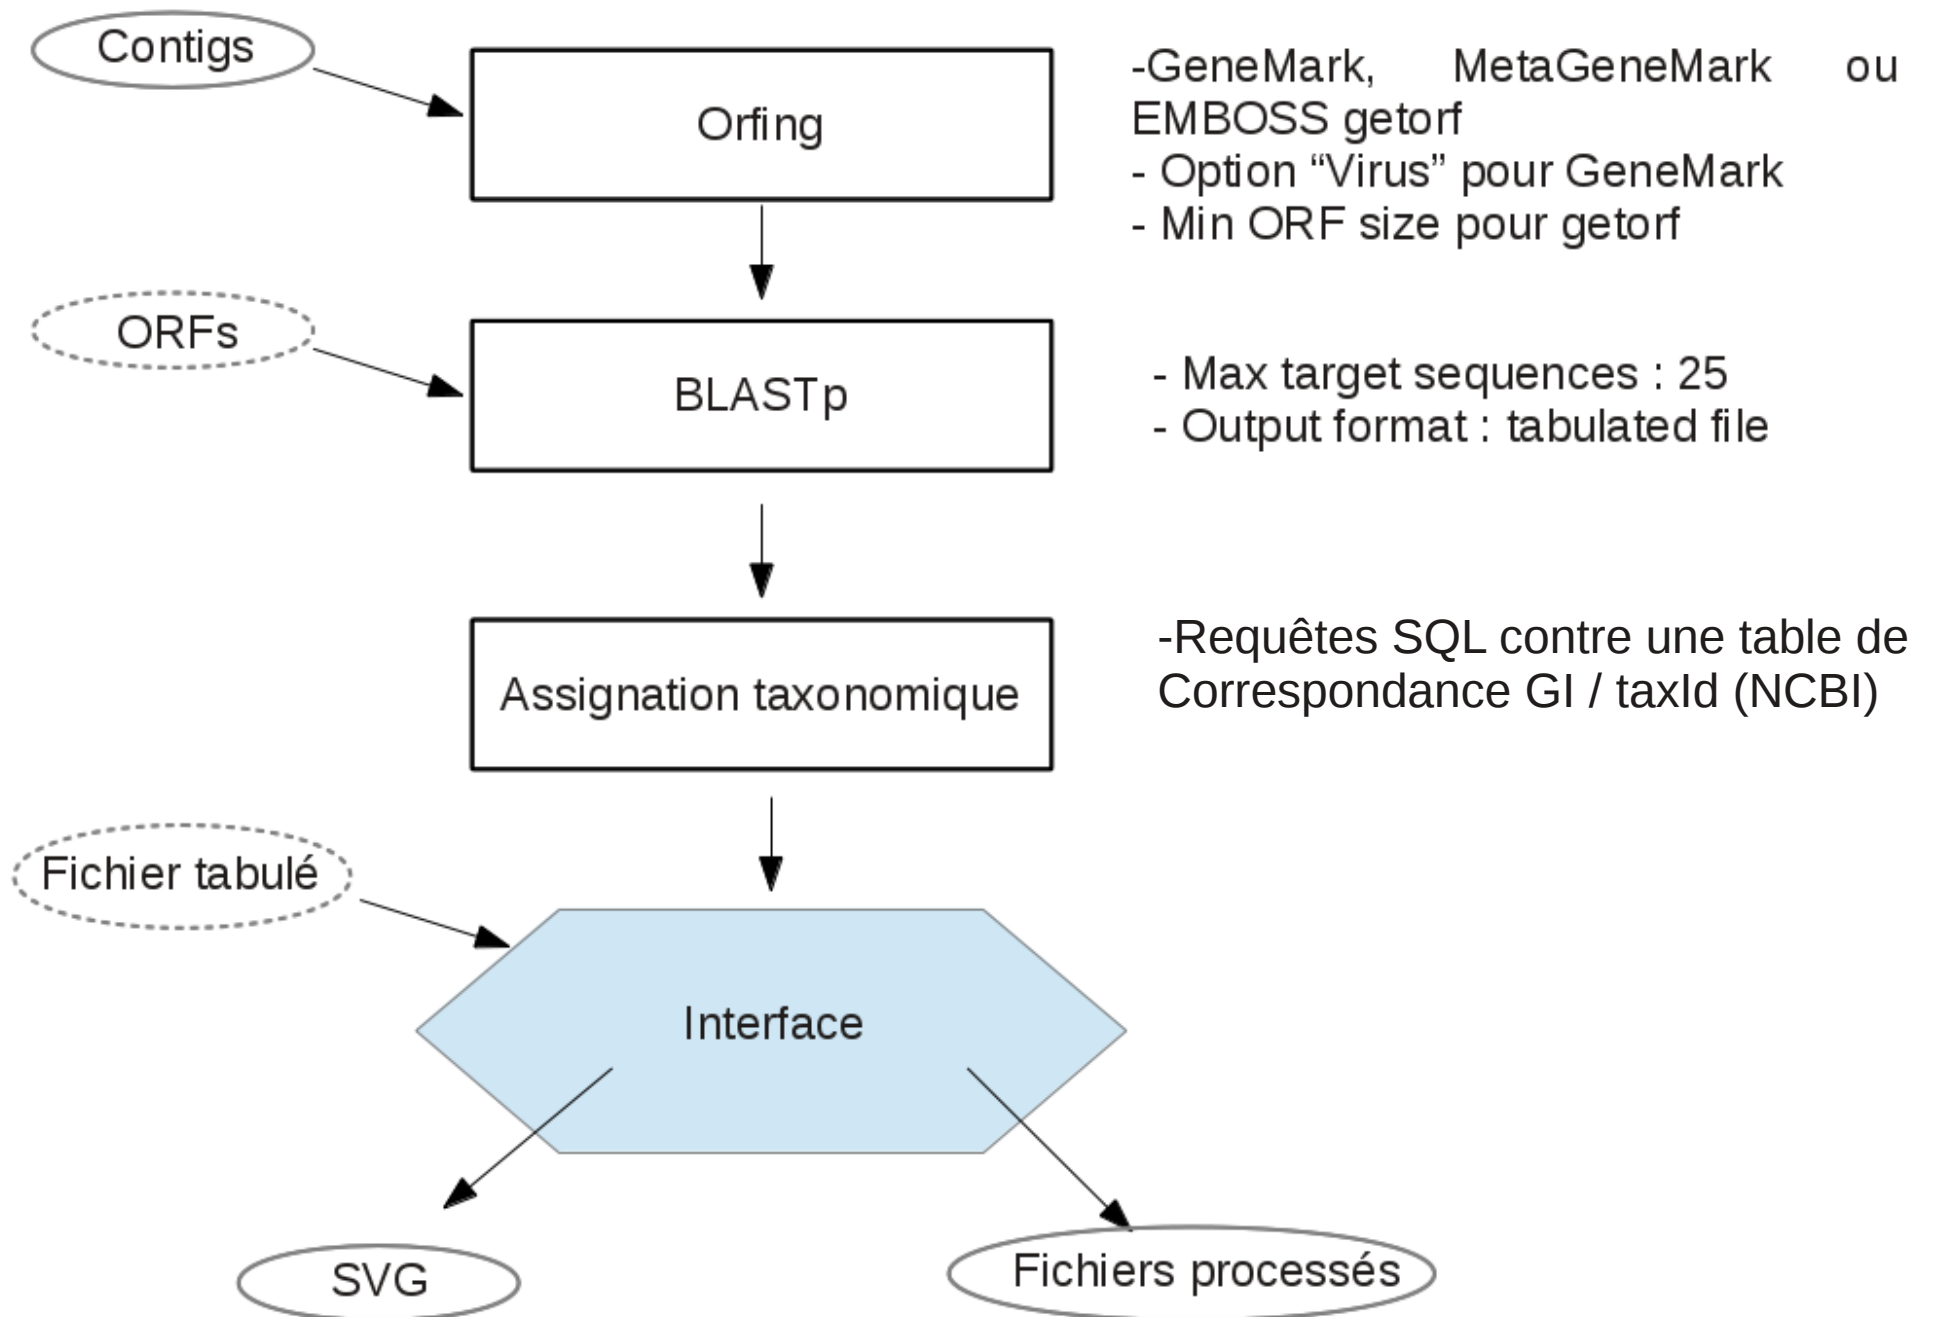 Contigs
Orfing
-GeneMark, MetaGeneMark ou
EMBOSS getorf
- Option “Virus” pour GeneMark
- Min ORF size pour getorf
ORFs
BLASTp
- Max target sequences : 25
- Output format : tabulated file
Assignation taxonomique
-Requêtes SQL contre une table de
Correspondance GI / taxId (NCBI)
Fichier tabulé
Interface
SVG
Fichiers processés